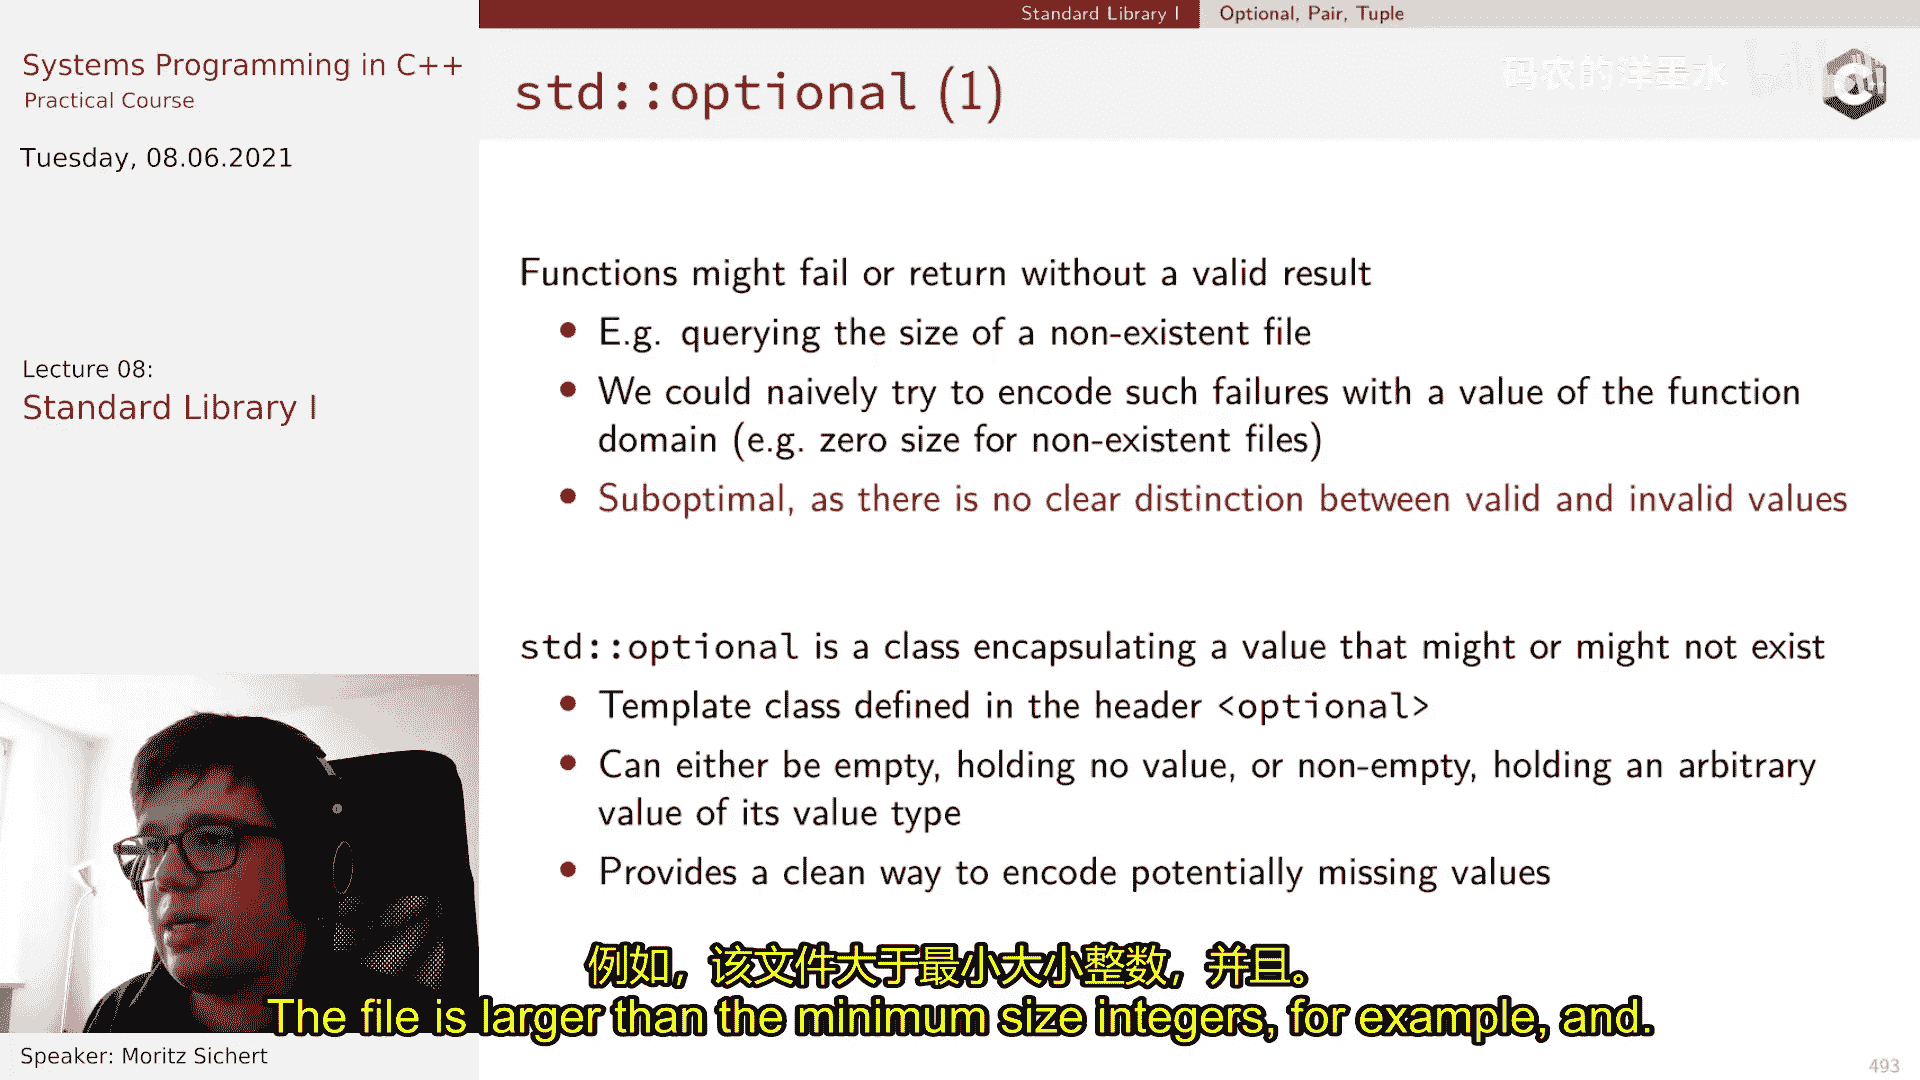 Standard Library I
Optional, Pair, Tuple
Systems Programming in C++
Practical Course
Tuesday, 08.06.2021
Lecture 08:
Standard Library I
std::optional (1)
码农的洋墨水
Functions might fail or return without a valid result
• E.g. querying the size of a non-existent file
• We could naively try to encode such failures with a value of the function
domain (e.g. zero size for non-existent files)
• Suboptimal, as there is no clear distinction between valid and invalid values
std::optional is a class encapsulating a value that might or might not exist
• Template class defined in the header <optional>
• Can either be empty, holding no value, or non-empty, holding an arbitrary
value of its value type
• Provides a clean way to encode potentially missing values
例如，该文件大于最小大小整数，并且。
The file is larger than the minimum size integers, for example, and.
Speaker: Moritz Sichert
493